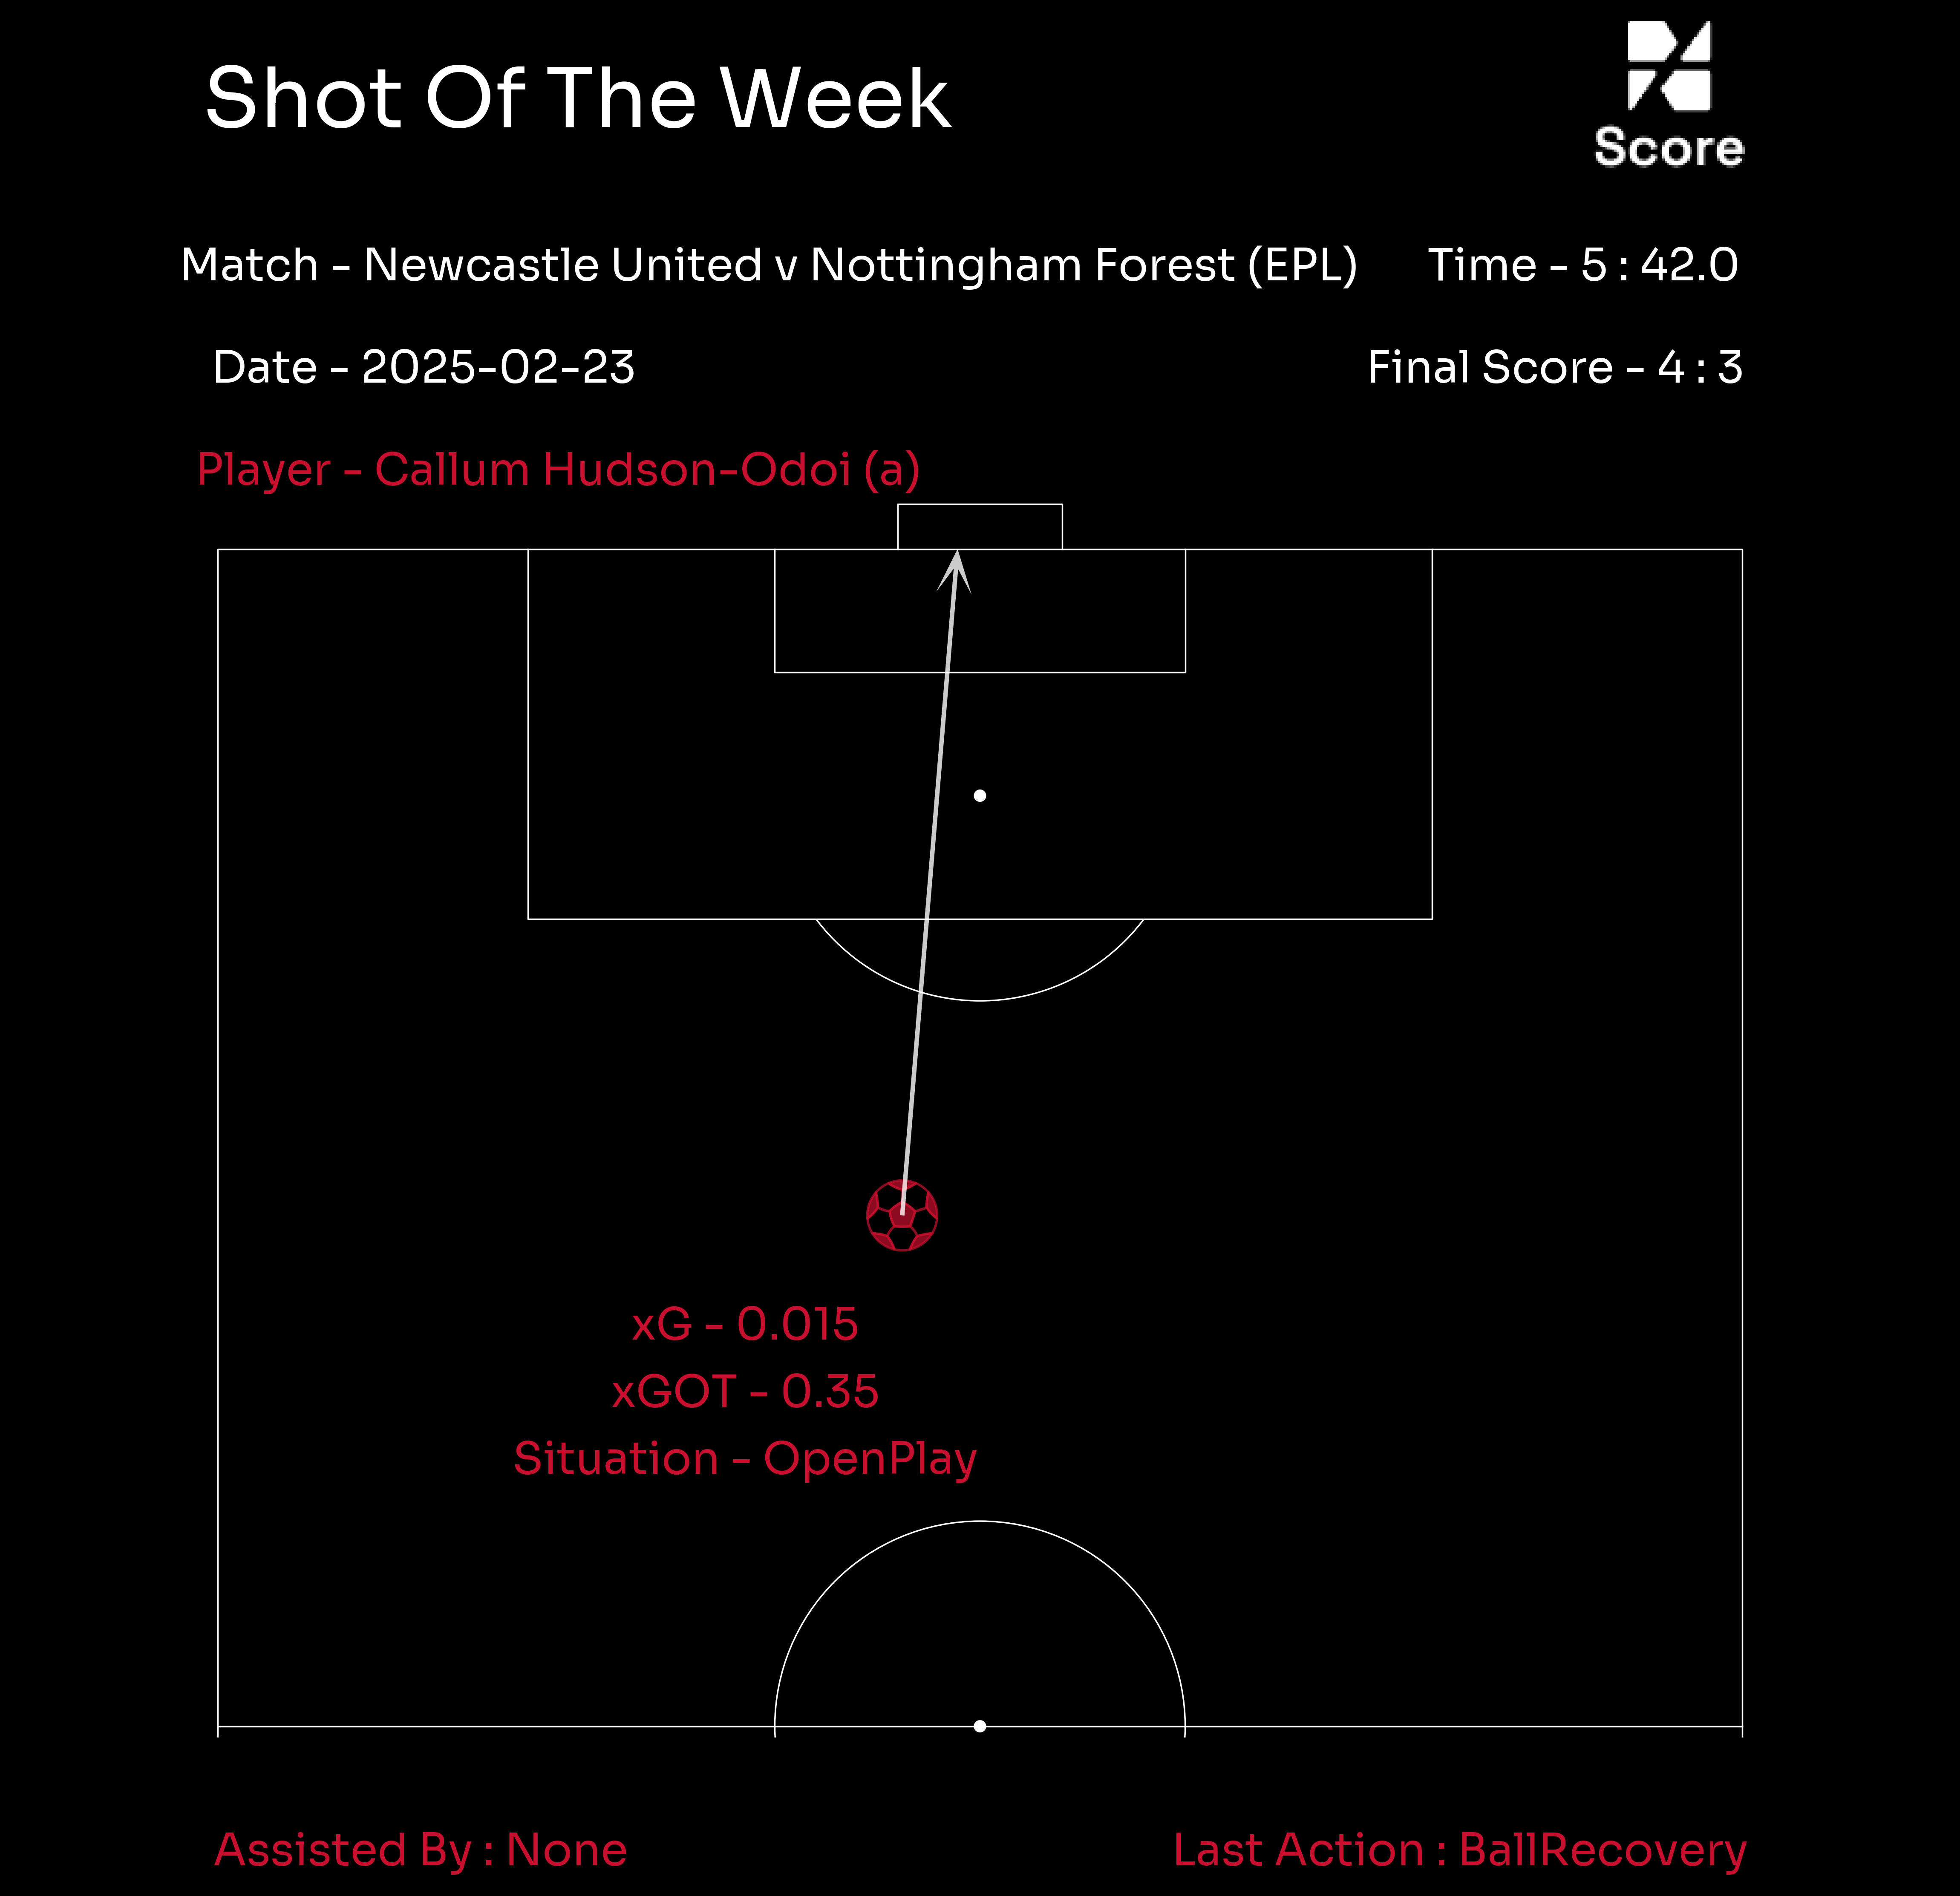 Shot Of The Week
Score
Match - Newcastle United v Nottingham Forest (EPL)
Time - 5 : 42.0
Date - 2025-02-23
Final Score - 4 : 3
Player - Callum Hudson-Odoi (a)
xG - 0.015
xGOT - 0.35
Situation - OpenPlay
Assisted By : None
Last Action : BallRecovery